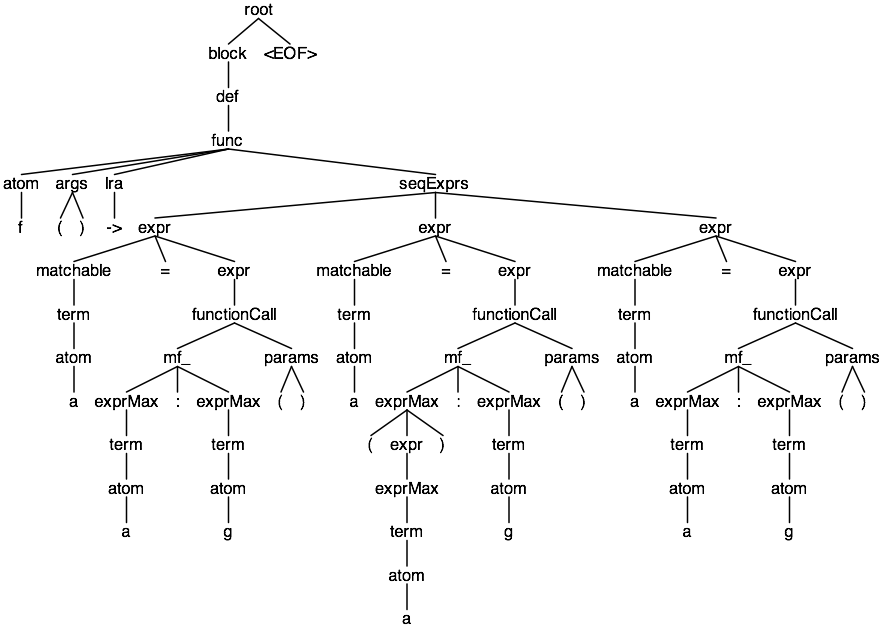 root
block <EOF>
def
func
atom args lra seqExprs
f ( ) -> expr expr expr
matchable = expr matchable = expr matchable = expr
term functionCall term functionCall term functionCall
atom mf_ params atom mf_ params atom mf_ params
a exprMax : exprMax ( ) a exprMax : exprMax ( ) a exprMax : exprMax ( )
term term ( expr ) term term term
atom atom exprMax atom atom atom
a g term g a g
atom
a